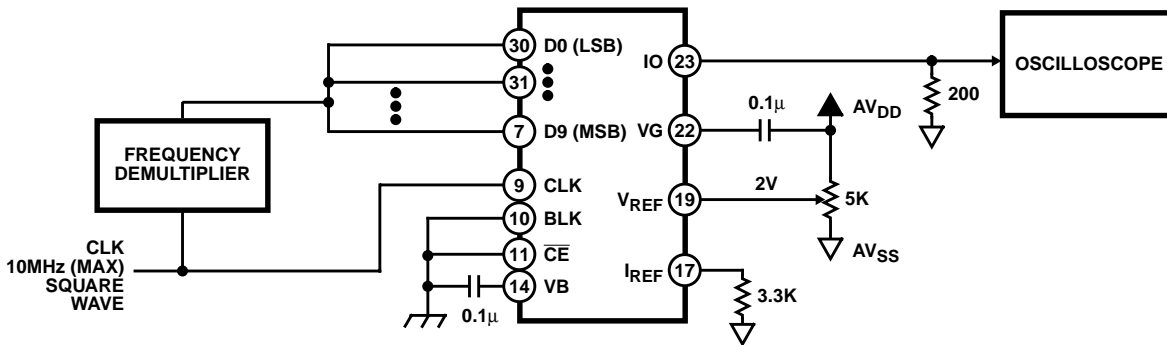 FREQUENCY
DEMULTIPLIER
CLK
10MHz (MAX)
SQUARE
WAVE
30 D0 (LSB)
31
7 D9 (MSB)
9 CLK
10 BLK
11 C̅E̅
14 VB
0.1μ
IO 23
VG 22
VREF 19
IREF 17
0.1μ
AVDD
2V
5K
AVSS
3.3K
200
OSCILLOSCOPE